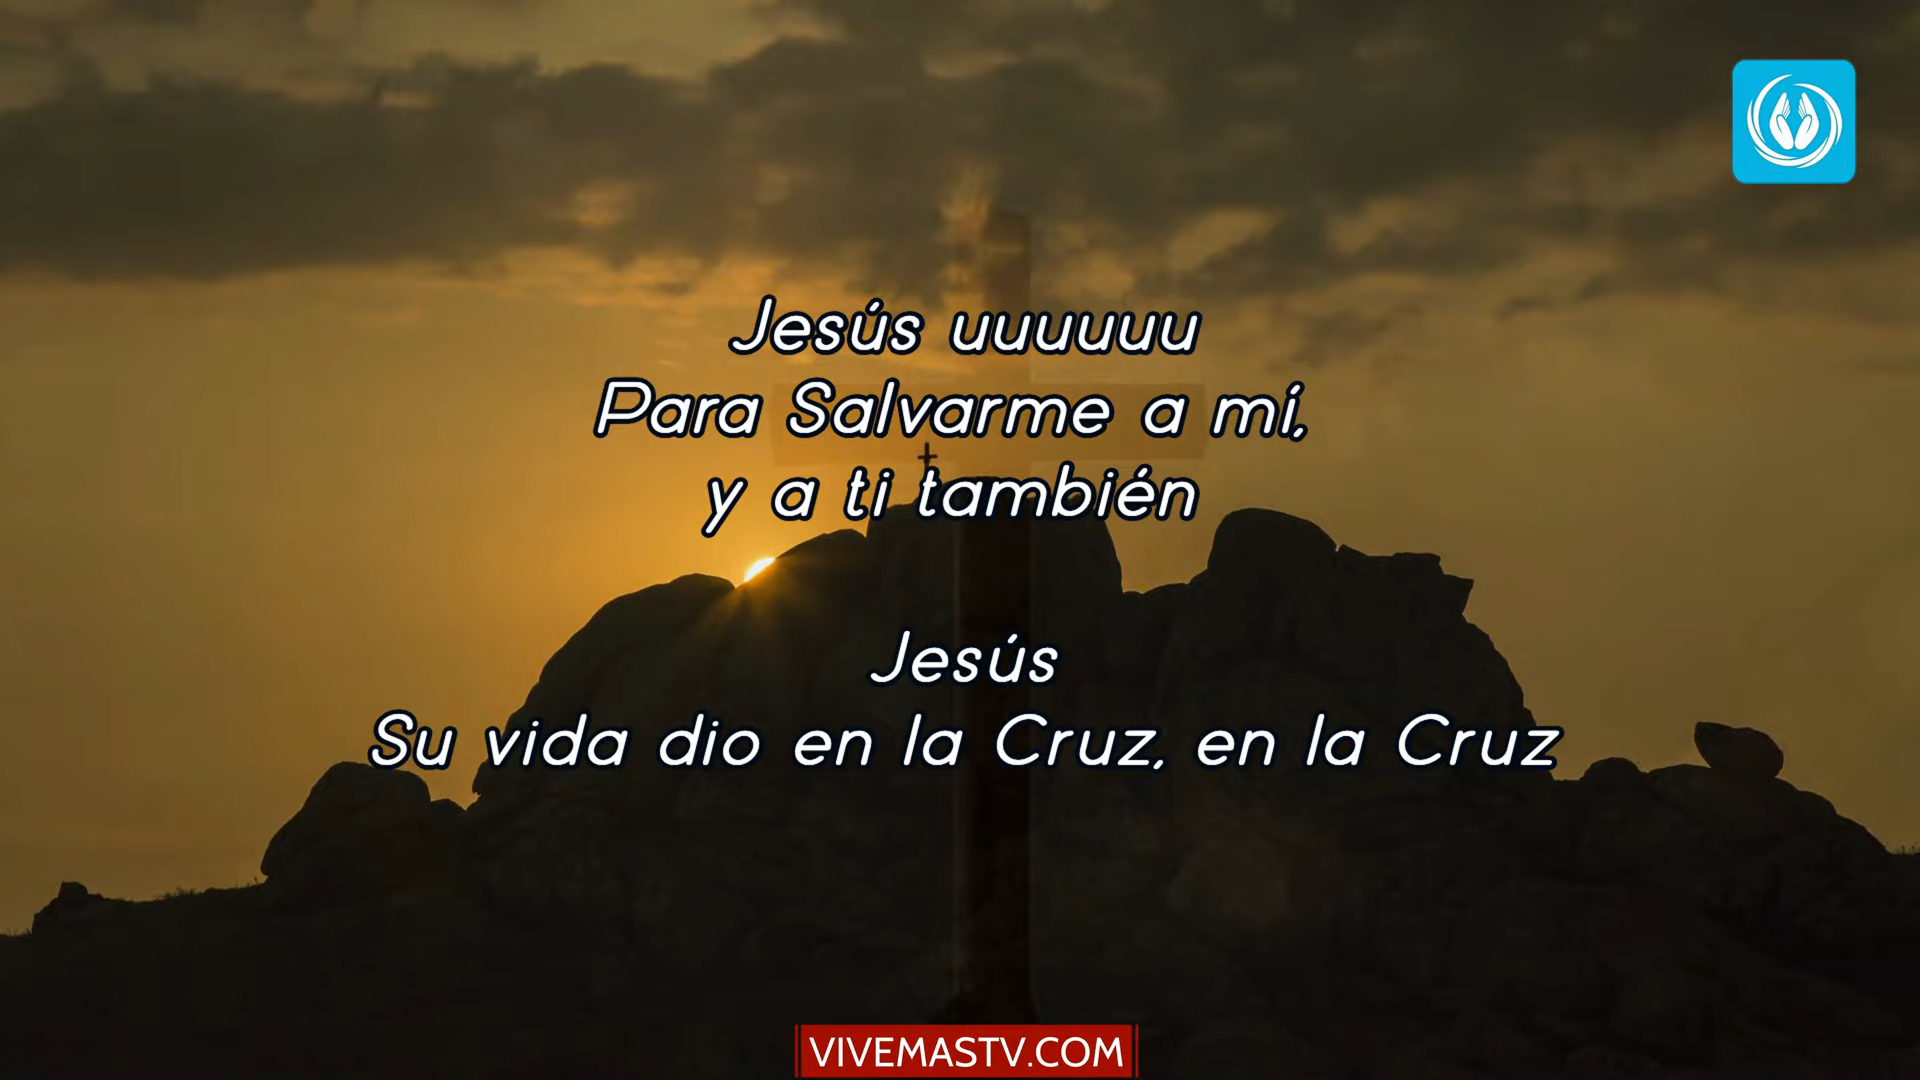 Jesús uuuuuu
Para Salvarme a mí,
y a ti también
Jesús
Su vida dio en la Cruz, en la Cruz
VIVEMASTV.COM